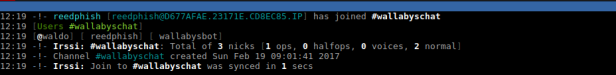 12:19 -!- reedphish [reedphish@D677AFAE.23171E.CD8EC85.IP] has joined #wallabyschat
12:19 [Users #wallabyschat]
12:19 [@waldo] [ reedphish] [ wallabysbot]
12:19 -!- Irssi: #wallabyschat: Total of 3 nicks [1 ops, 0 halfops, 0 voices, 2 normal]
12:19 -!- Channel #wallabyschat created Sun Feb 19 09:01:41 2017
12:19 -!- Irssi: Join to #wallabyschat was synced in 1 secs